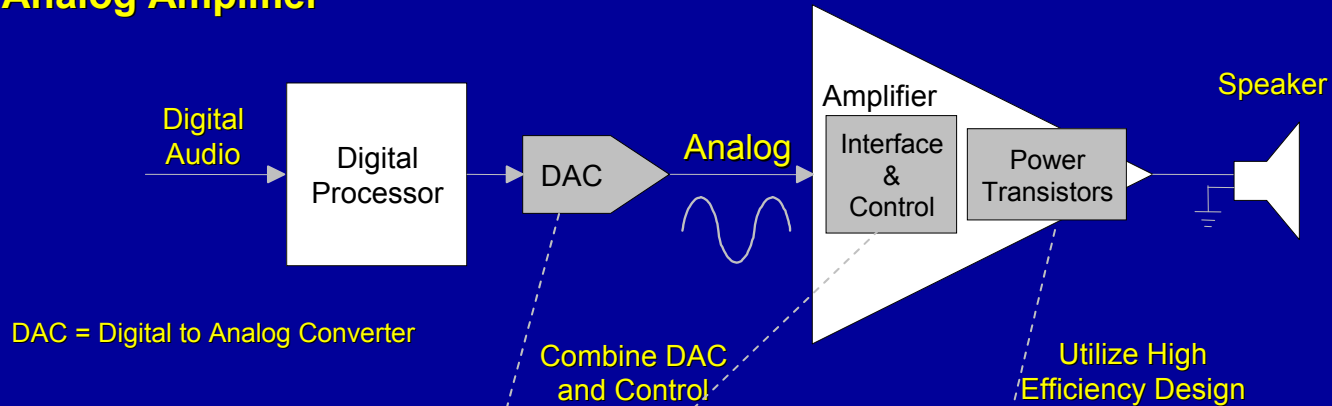 Analog Amplifier
Speaker
Amplifier
Digital
Audio
Digital
Processor
DAC
Analog
Interface
&
Control
Power
Transistors
DAC = Digital to Analog Converter
Combine DAC
and Control
Utilize High
Efficiency Design